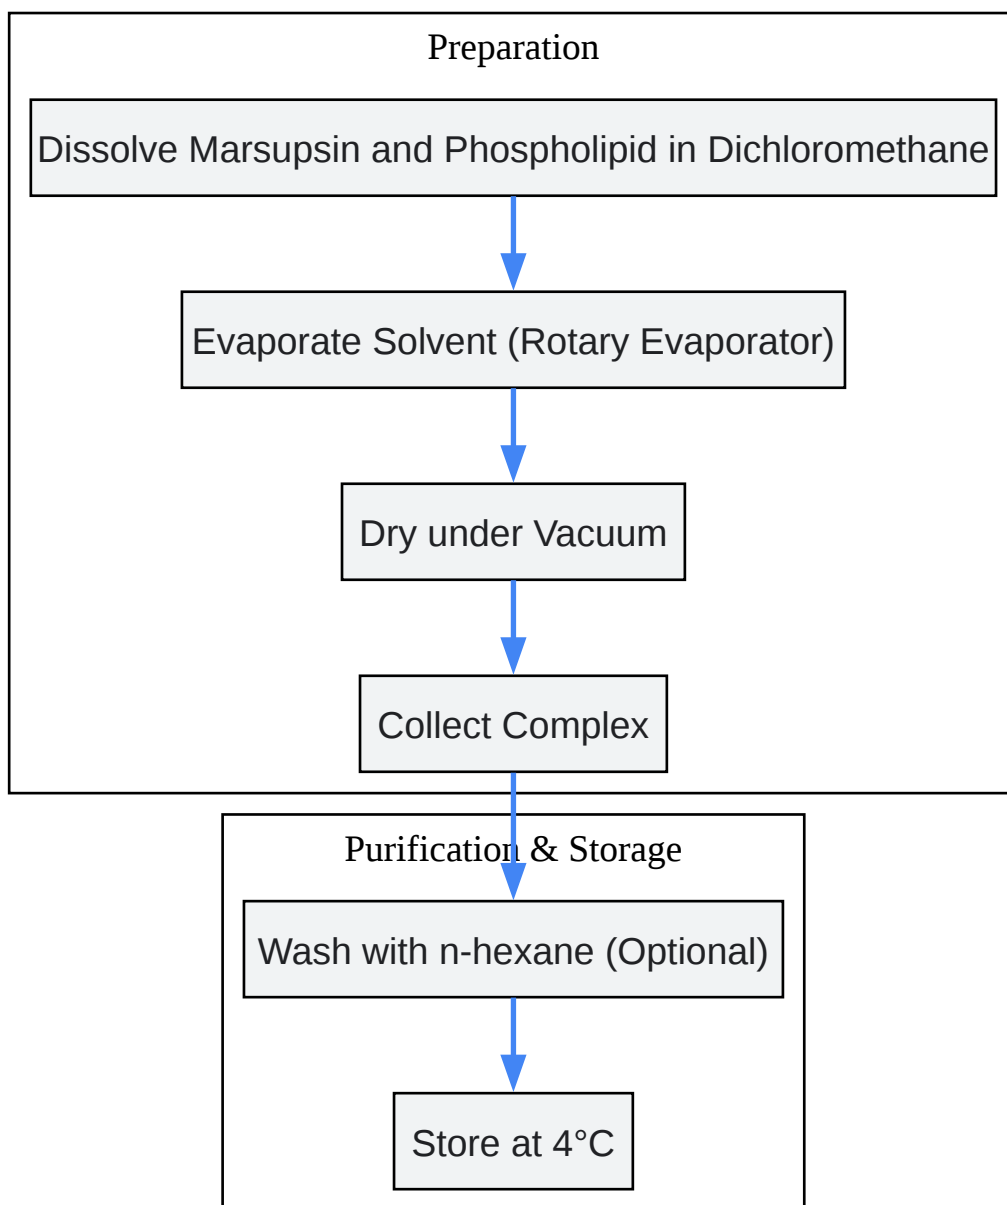 Preparation
Dissolve Marsupsin and Phospholipid in Dichloromethane
Evaporate Solvent (Rotary Evaporator)
Dry under Vacuum
Collect Complex
Purification & Storage
Wash with n-hexane (Optional)
Store at 4°C